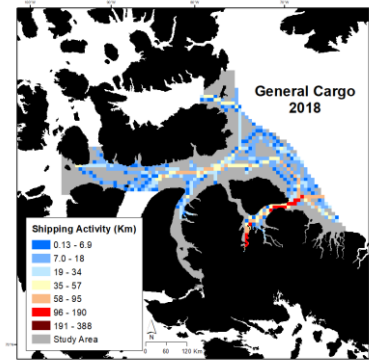 General Cargo
2018
Shipping Activity (Km)
0.13 - 6.9
7.0 - 18
19 - 34
35 - 57
58 - 95
96 - 190
191 - 388
Study Area
N
0 60 120 Km